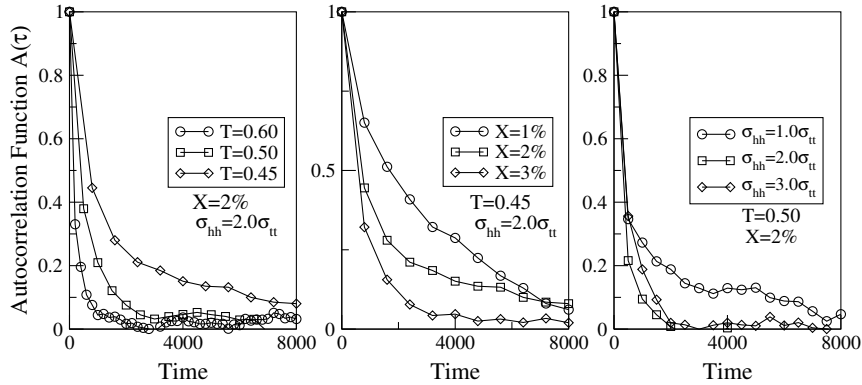 Autocorrelation Function A(τ)
1
0.8
0.6
0.4
0.2
0
0
4000
8000
Time
T=0.60
T=0.50
T=0.45
X=2%
σhh=2.0σtt
1
0.5
0
0
4000
8000
Time
X=1%
X=2%
X=3%
T=0.45
σhh=2.0σtt
1
0.8
0.6
0.4
0.2
0
0
4000
8000
Time
σhh=1.0σtt
σhh=2.0σtt
σhh=3.0σtt
T=0.50
X=2%